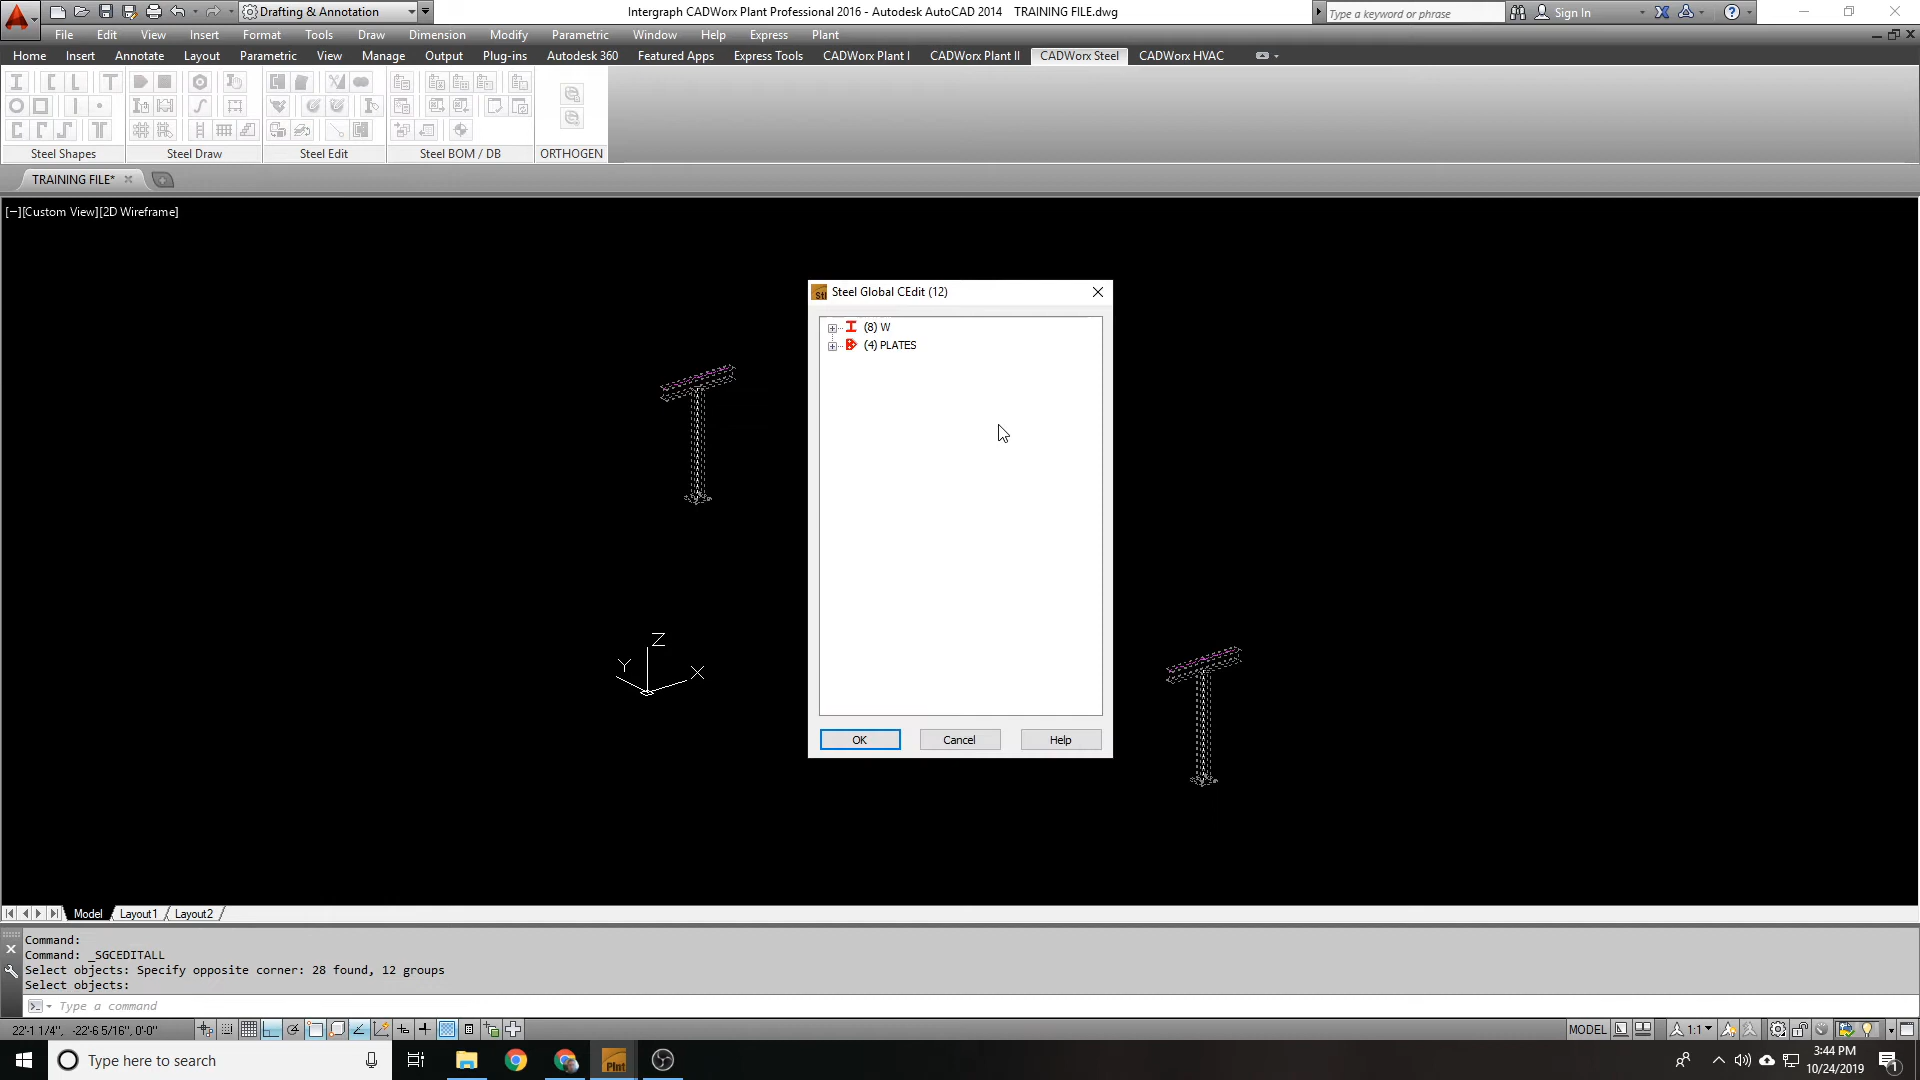 Drafting & Annotation
Intergraph CADWorx Plant Professional 2016 - Autodesk AutoCAD 2014 TRAINING FILE.dwg
Type a keyword or phrase
Sign In
File Edit View Insert Format Tools Draw Dimension Modify Parametric Window Help Express Plant
Home Insert Annotate Layout Parametric View Manage Output Plug-ins Autodesk 360 Featured Apps Express Tools CADWorx Plant I CADWorx Plant II CADWorx Steel CADWorx HVAC
Steel Shapes Steel Draw Steel Edit Steel BOM / DB ORTHOGEN
TRAINING FILE*
[−][Custom View][2D Wireframe]
Stl Steel Global CEdit (12)
(8) W
(4) PLATES
Z
Y X
OK Cancel Help
Model Layout1 Layout2
Command:
Command: _SGCEDITALL
Select objects: Specify opposite corner: 28 found, 12 groups
Select objects:
Type a command
22'-1 1/4", -22'-6 5/16", 0'-0"
MODEL 1:1
Type here to search
Plnt
3:44 PM
10/24/2019
1